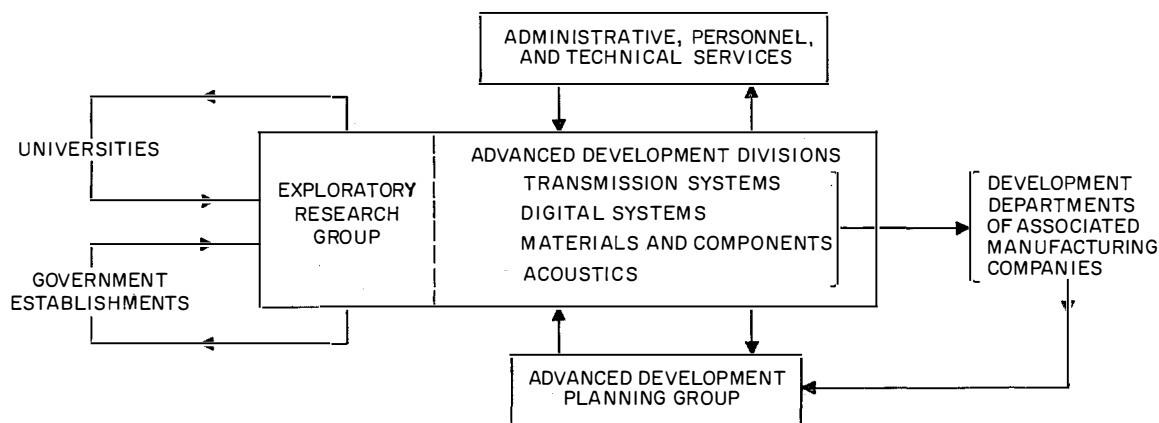 ADMINISTRATIVE, PERSONNEL,
AND TECHNICAL SERVICES
UNIVERSITIES
GOVERNMENT
ESTABLISHMENTS
EXPLORATORY
RESEARCH
GROUP
ADVANCED DEVELOPMENT DIVISIONS
TRANSMISSION SYSTEMS
DIGITAL SYSTEMS
MATERIALS AND COMPONENTS
ACOUSTICS
DEVELOPMENT
DEPARTMENTS
OF ASSOCIATED
MANUFACTURING
COMPANIES
ADVANCED DEVELOPMENT
PLANNING GROUP